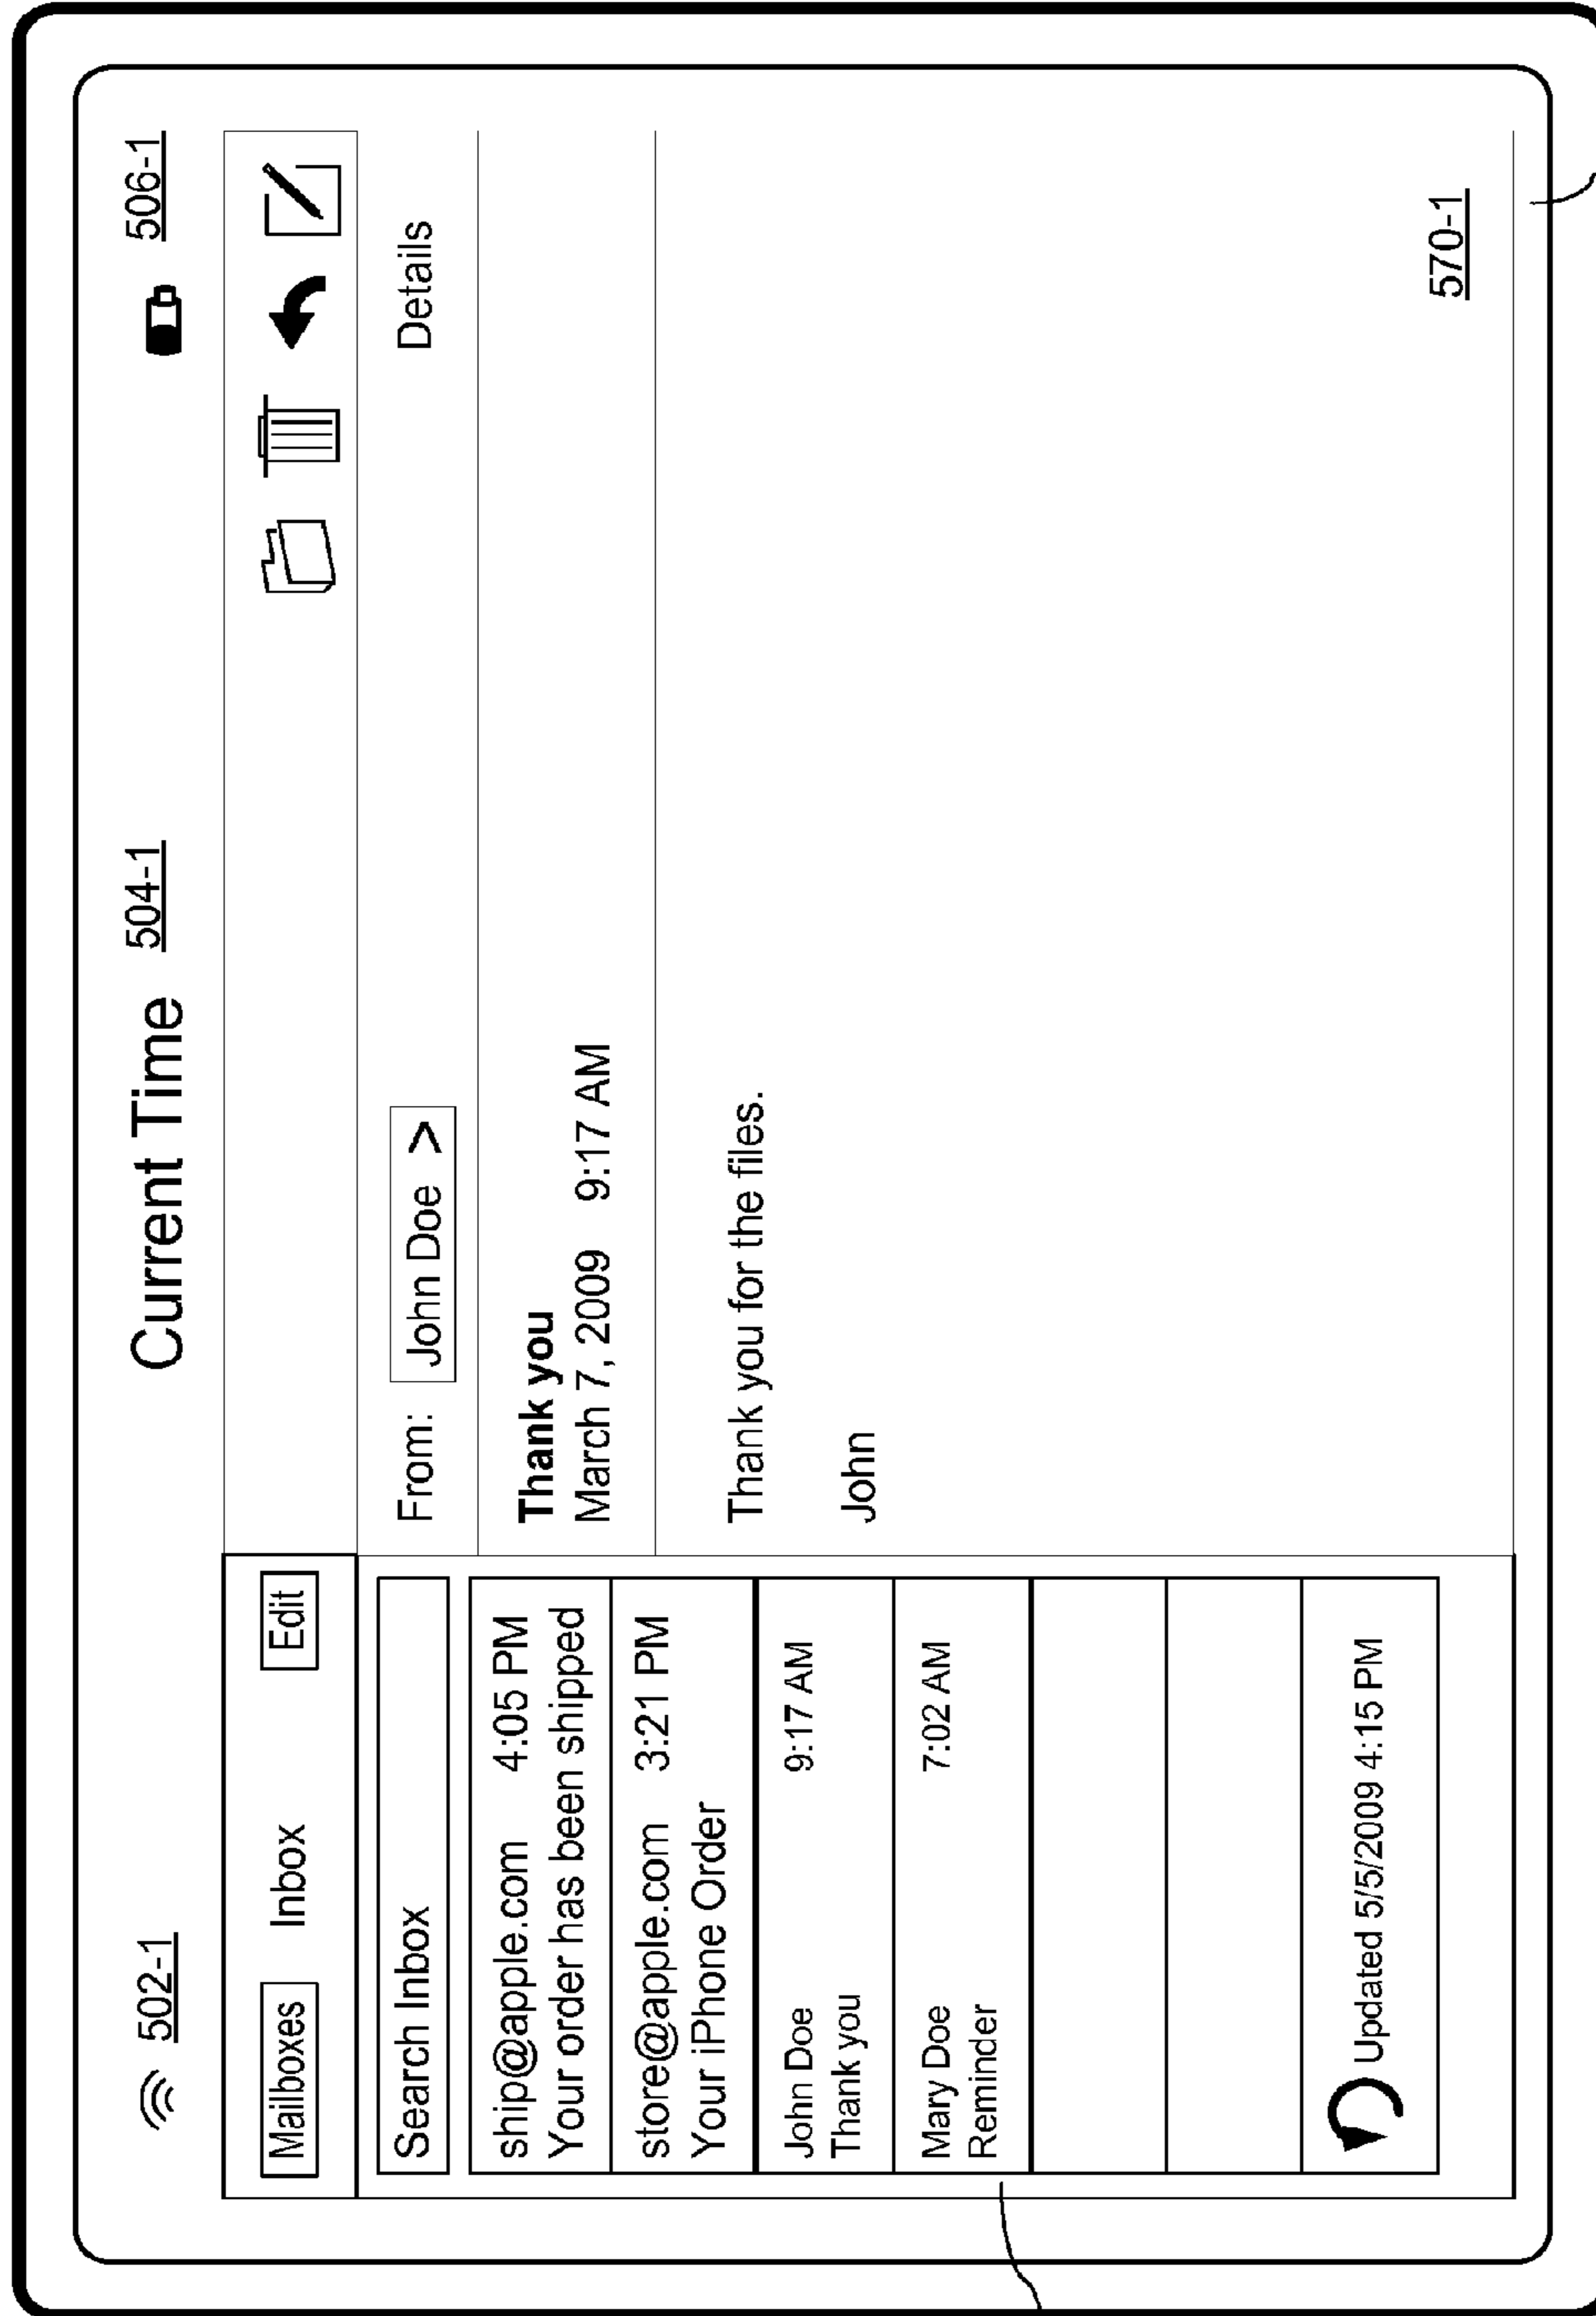 502-1
Current Time 504-1
506-1
Mailboxes Inbox Edit
Search Inbox
ship@apple.com 4:05 PM
Your order has been shipped
store@apple.com 3:21 PM
Your iPhone Order
John Doe 9:17 AM
Thank you
Mary Doe 7:02 AM
Reminder
Updated 5/5/2009 4:15 PM
From: John Doe >
Details
Thank you
March 7, 2009 9:17 AM
Thank you for the files.
John
570-1